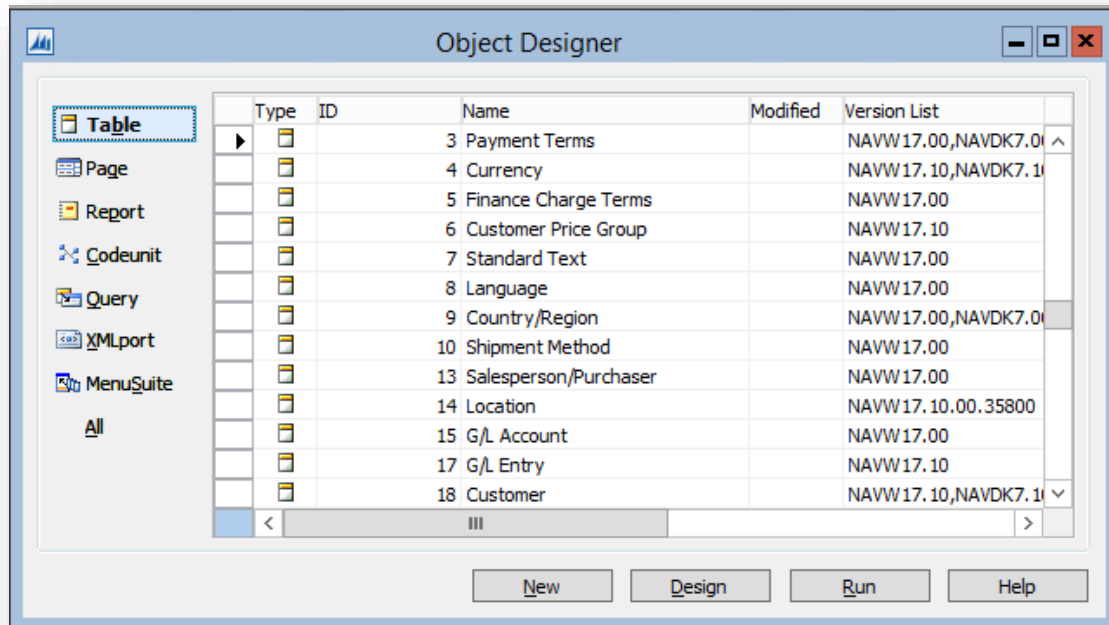 Object Designer
Type ID Name Modified Version List
Table
Page
Report
Codeunit
Query
XMLport
MenuSuite
All
3 Payment Terms NAVW17.00,NAVDK7.0
4 Currency NAVW17.10,NAVDK7.1
5 Finance Charge Terms NAVW17.00
6 Customer Price Group NAVW17.10
7 Standard Text NAVW17.00
8 Language NAVW17.00
9 Country/Region NAVW17.00,NAVDK7.0
10 Shipment Method NAVW17.00
13 Salesperson/Purchaser NAVW17.00
14 Location NAVW17.10.00.35800
15 G/L Account NAVW17.00
17 G/L Entry NAVW17.10
18 Customer NAVW17.10,NAVDK7.1
New Design Run Help